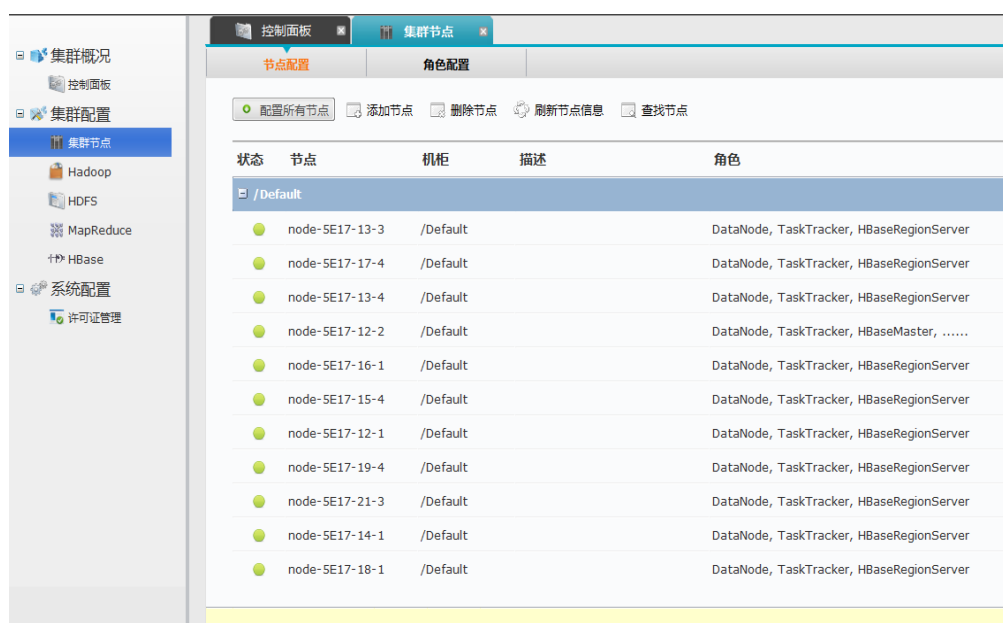 控制面板
集群节点
集群概况
控制面板
集群配置
集群节点
Hadoop
HDFS
MapReduce
HBase
系统配置
许可证管理
节点配置 角色配置
配置所有节点 添加节点 删除节点 刷新节点信息 查找节点
状态 节点 机柜 描述 角色
/Default
node-5E17-13-3 /Default DataNode, TaskTracker, HBaseRegionServer
node-5E17-17-4 /Default DataNode, TaskTracker, HBaseRegionServer
node-5E17-13-4 /Default DataNode, TaskTracker, HBaseRegionServer
node-5E17-12-2 /Default DataNode, TaskTracker, HBaseMaster, ......
node-5E17-16-1 /Default DataNode, TaskTracker, HBaseRegionServer
node-5E17-15-4 /Default DataNode, TaskTracker, HBaseRegionServer
node-5E17-12-1 /Default DataNode, TaskTracker, HBaseRegionServer
node-5E17-19-4 /Default DataNode, TaskTracker, HBaseRegionServer
node-5E17-21-3 /Default DataNode, TaskTracker, HBaseRegionServer
node-5E17-14-1 /Default DataNode, TaskTracker, HBaseRegionServer
node-5E17-18-1 /Default DataNode, TaskTracker, HBaseRegionServer